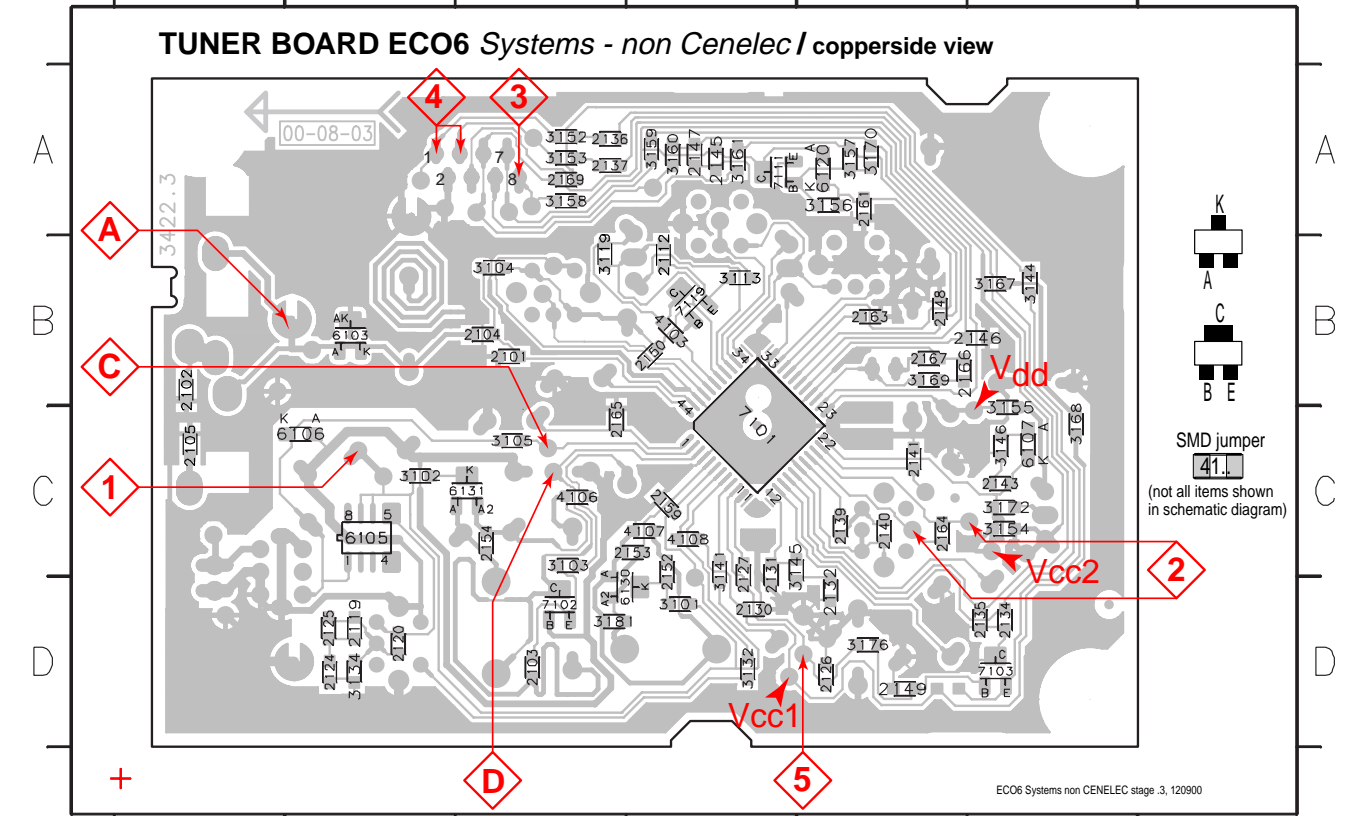 TUNER BOARD ECO6 Systems - non Cenelec / copperside view
4 3
A A
00-08-03
3422.3
1 7
2 8
3152 2136
3153 2137
2169
3158
3159 3160 2147 2145 3161
C 7111 E B
A 6120 K
3157 3170
3156 2161
A
K
A
3119 2112
3104
3113
C 7119 B E
4103
2150
3167 3144
2148
2163
B B
AK
6103
A K
2104
2101
2146
2167
3169
2166
C
B E
C
Vdd
34 33
44 23
7101
1 22
11 12
2102
2105
K A
6106
2165
3105
3155
3146
A
6107
K
3168
SMD jumper
41..
(not all items shown
in schematic diagram)
1
3102
K
6131
A A2
4106
2159
2141
2143
3172
3154
C C
8 5
6105
1 4
2154
4107
2153
4108
2139 2140 2164
Vcc2
2
3103
2152
3141 2127 2131 3145
2132
C
7102
B E
A
6130
A2 K
3101
3181
2130
2135 2134
2125 2119
2120
2124 3134
2103
3132
2126
3176
2149
C
7103
B E
D D
Vcc1
D 5
ECO6 Systems non CENELEC stage .3, 120900